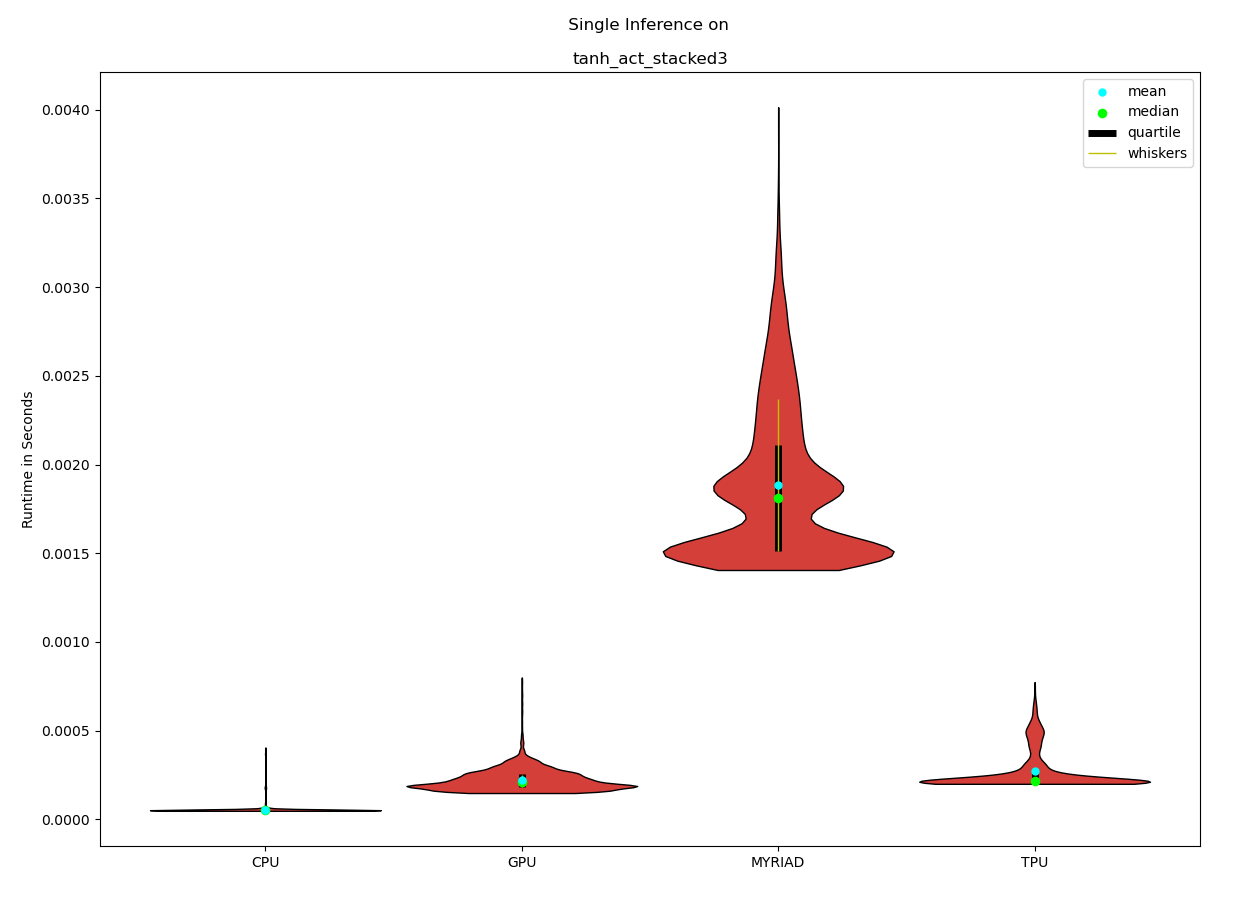 Single Inference on
tanh_act_stacked3
mean
median
quartile
whiskers
Runtime in Seconds
0.0040
0.0035
0.0030
0.0025
0.0020
0.0015
0.0010
0.0005
0.0000
CPU GPU MYRIAD TPU